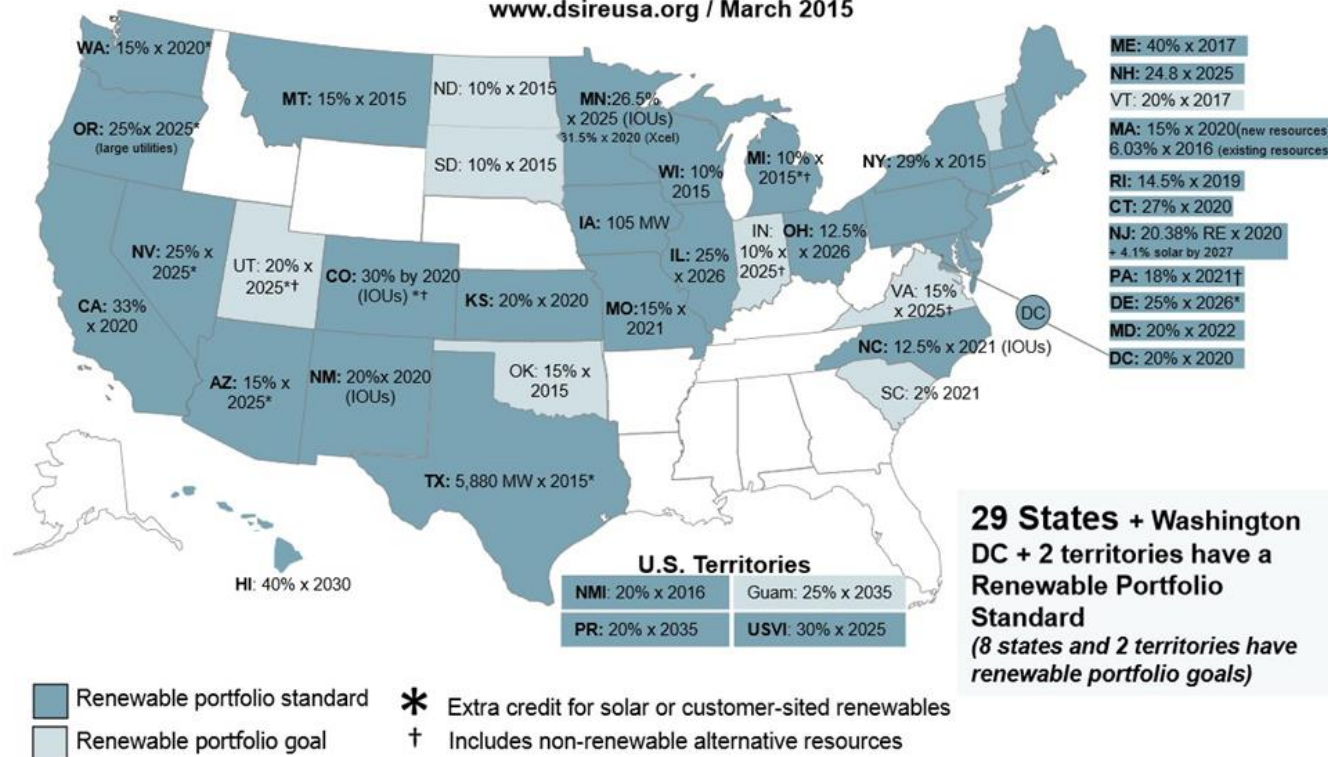 www.dsireusa.org / March 2015
WA: 15% x 2020*
OR: 25%x 2025*
(large utilities)
CA: 33%
x 2020
NV: 25% x
2025*
MT: 15% x 2015
UT: 20% x
2025*†
AZ: 15% x
2025*
CO: 30% by 2020
(IOUs) *†
NM: 20%x 2020
(IOUs)
ND: 10% x 2015
SD: 10% x 2015
KS: 20% x 2020
OK: 15% x
2015
TX: 5,880 MW x 2015*
MN:26.5%
x 2025 (IOUs)
31.5% x 2020 (Xcel)
IA: 105 MW
MO:15% x
2021
WI: 10%
2015
IL: 25%
x 2026
MI: 10% x
2015*†
IN:
10% x
2025†
OH: 12.5%
x 2026
NY: 29% x 2015
VA: 15%
x 2025†
NC: 12.5% x 2021 (IOUs)
SC: 2% 2021
DC
HI: 40% x 2030
ME: 40% x 2017
NH: 24.8 x 2025
VT: 20% x 2017
MA: 15% x 2020(new resources
6.03% x 2016 (existing resources
RI: 14.5% x 2019
CT: 27% x 2020
NJ: 20.38% RE x 2020
+ 4.1% solar by 2027
PA: 18% x 2021†
DE: 25% x 2026*
MD: 20% x 2022
DC: 20% x 2020
U.S. Territories
NMI: 20% x 2016
Guam: 25% x 2035
PR: 20% x 2035
USVI: 30% x 2025
29 States + Washington
DC + 2 territories have a
Renewable Portfolio
Standard
(8 states and 2 territories have
renewable portfolio goals)
Renewable portfolio standard
Renewable portfolio goal
* Extra credit for solar or customer-sited renewables
† Includes non-renewable alternative resources